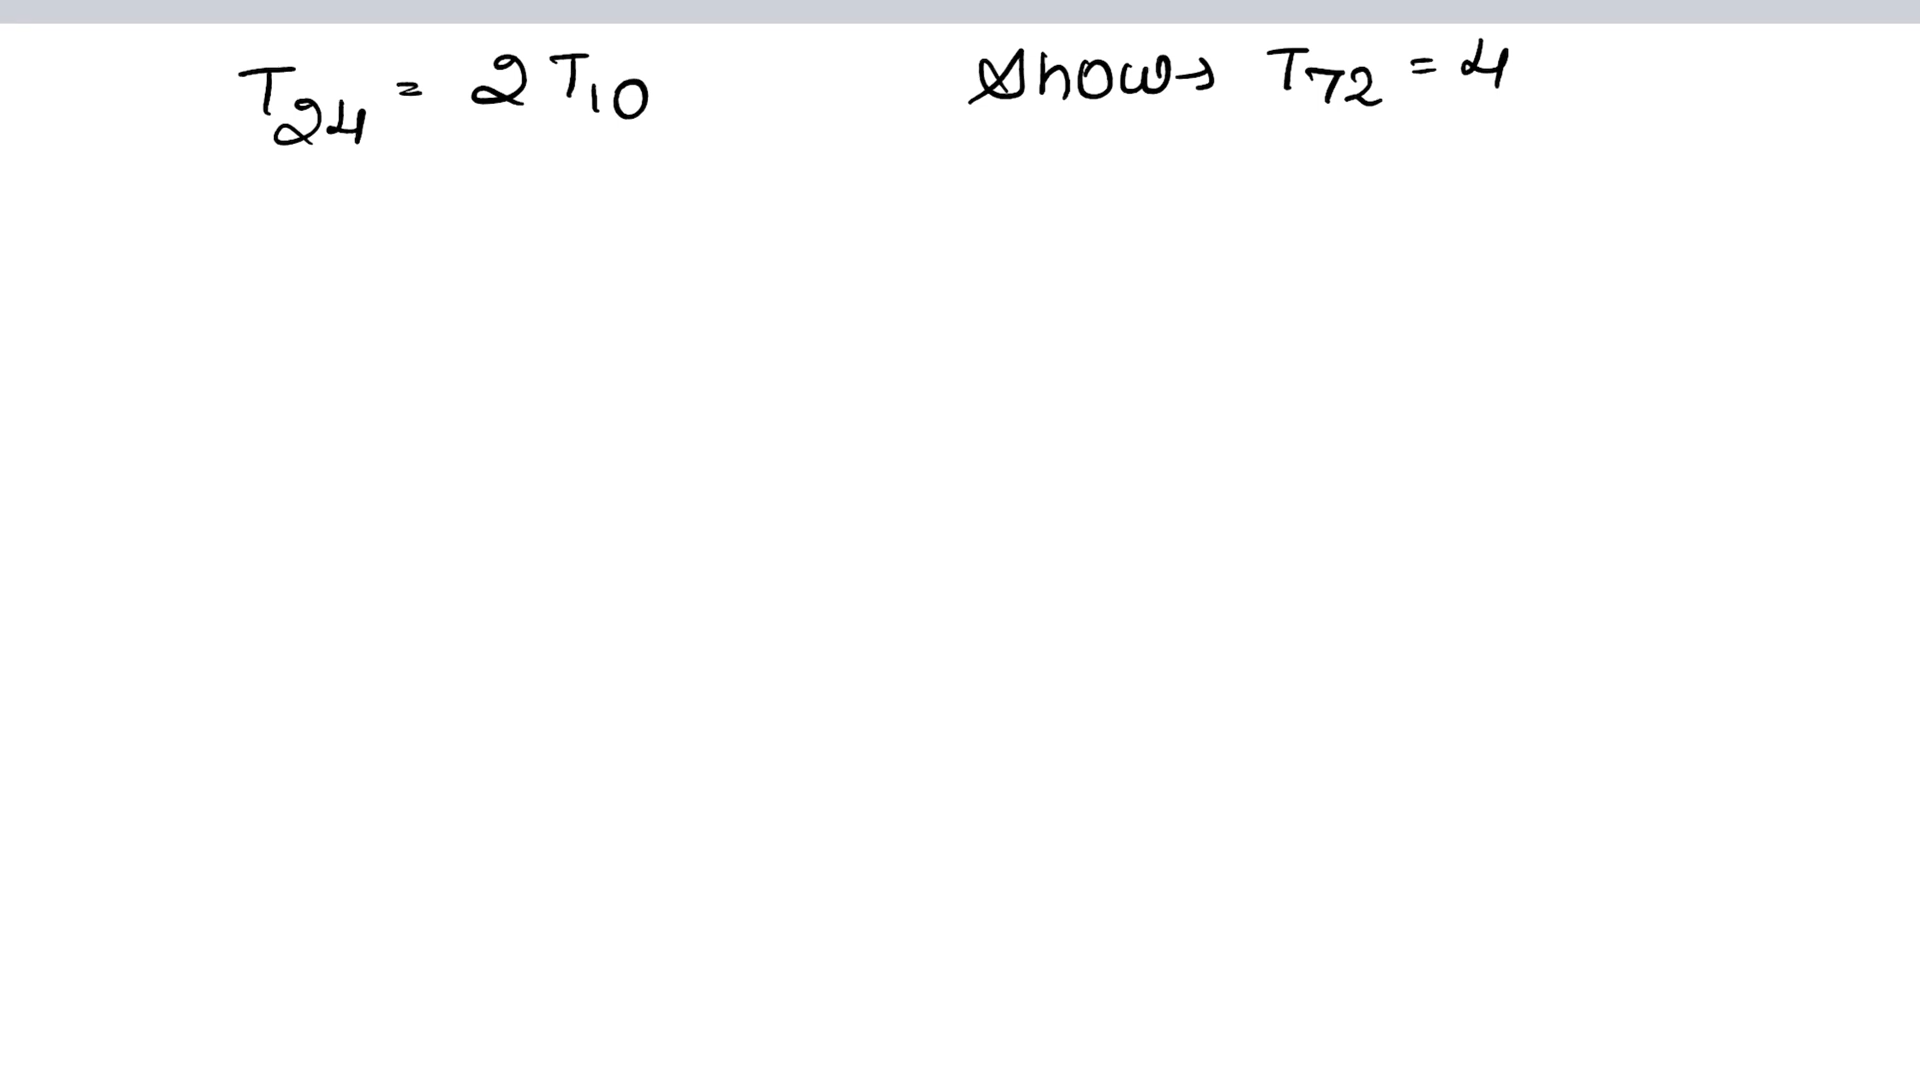 T₂₄ = 2 T₁₀
Show → T₇₂ = 4